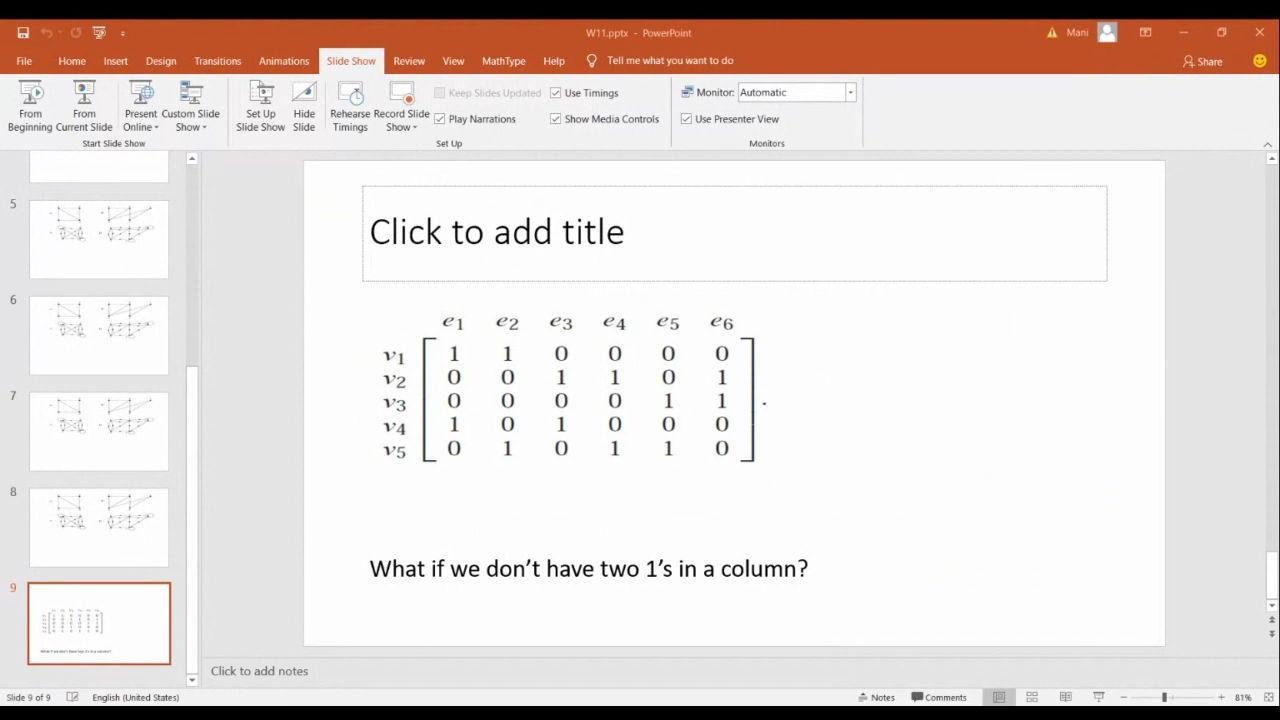 W11.pptx - PowerPoint
Mani
File Home Insert Design Transitions Animations Slide Show Review View MathType Help Tell me what you want to do Share
From Beginning
From Current Slide
Present Online
Custom Slide Show
Start Slide Show
Set Up Slide Show
Hide Slide
Rehearse Timings
Record Slide Show
Keep Slides Updated
Play Narrations
Use Timings
Show Media Controls
Set Up
Monitor: Automatic
Use Presenter View
Monitors
5
6
7
8
9
Click to add title
e1 e2 e3 e4 e5 e6
v1 1 1 0 0 0 0
v2 0 0 1 1 0 1
v3 0 0 0 0 1 1
v4 1 0 1 0 0 0
v5 0 1 0 1 1 0
.
What if we don’t have two 1’s in a column?
Click to add notes
Slide 9 of 9 English (United States) Notes Comments 81%